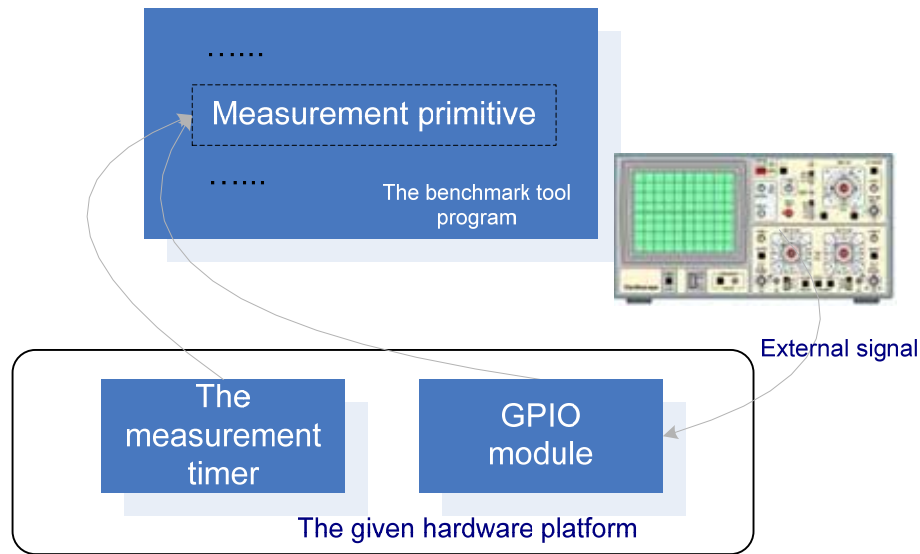 ......
Measurement primitive
......
The benchmark tool
program
External signal
The
measurement
timer
GPIO
module
The given hardware platform